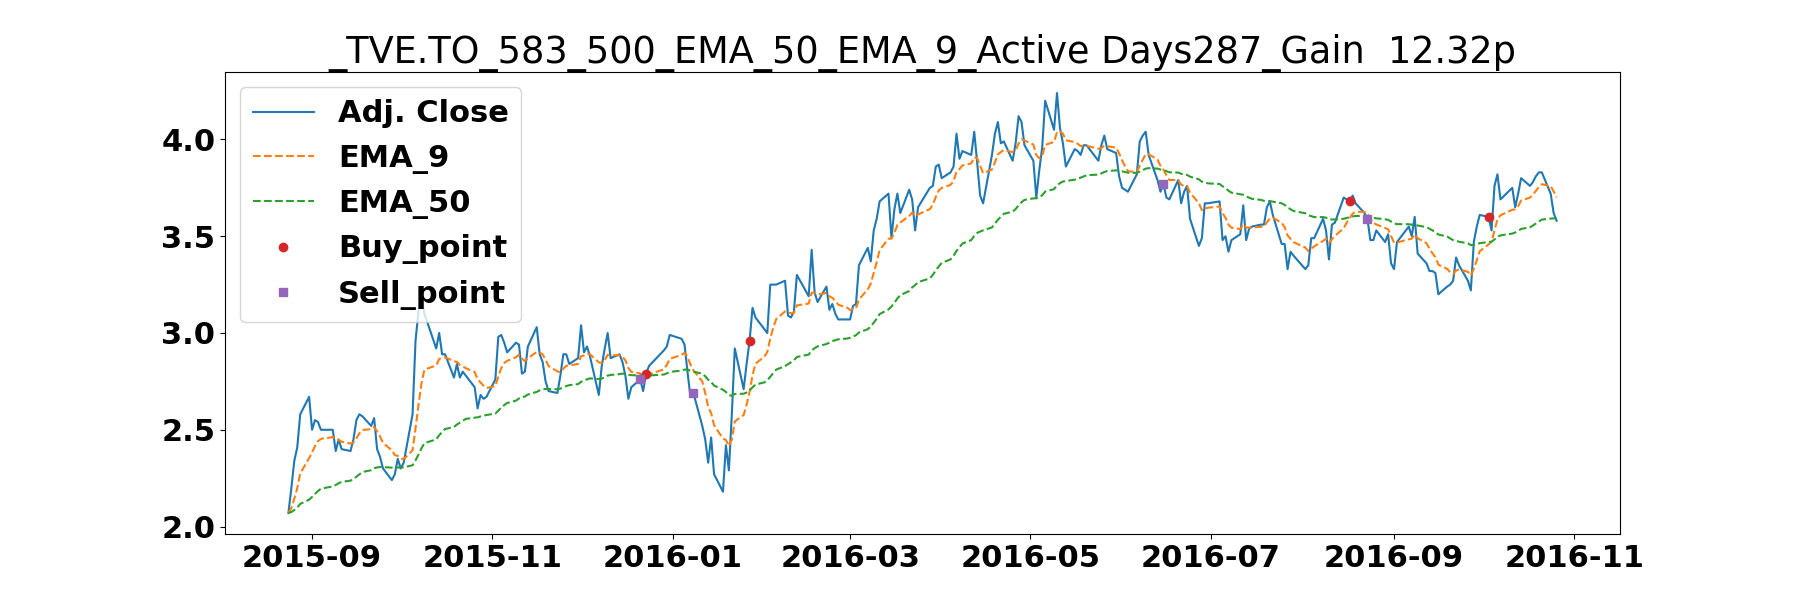 _TVE.TO_583_500_EMA_50_EMA_9_Active Days287_Gain  12.32p
Adj. Close
EMA_9
EMA_50
Buy_point
Sell_point
4.0
3.5
3.0
2.5
2.0
2015-09 2015-11 2016-01 2016-03 2016-05 2016-07 2016-09 2016-11